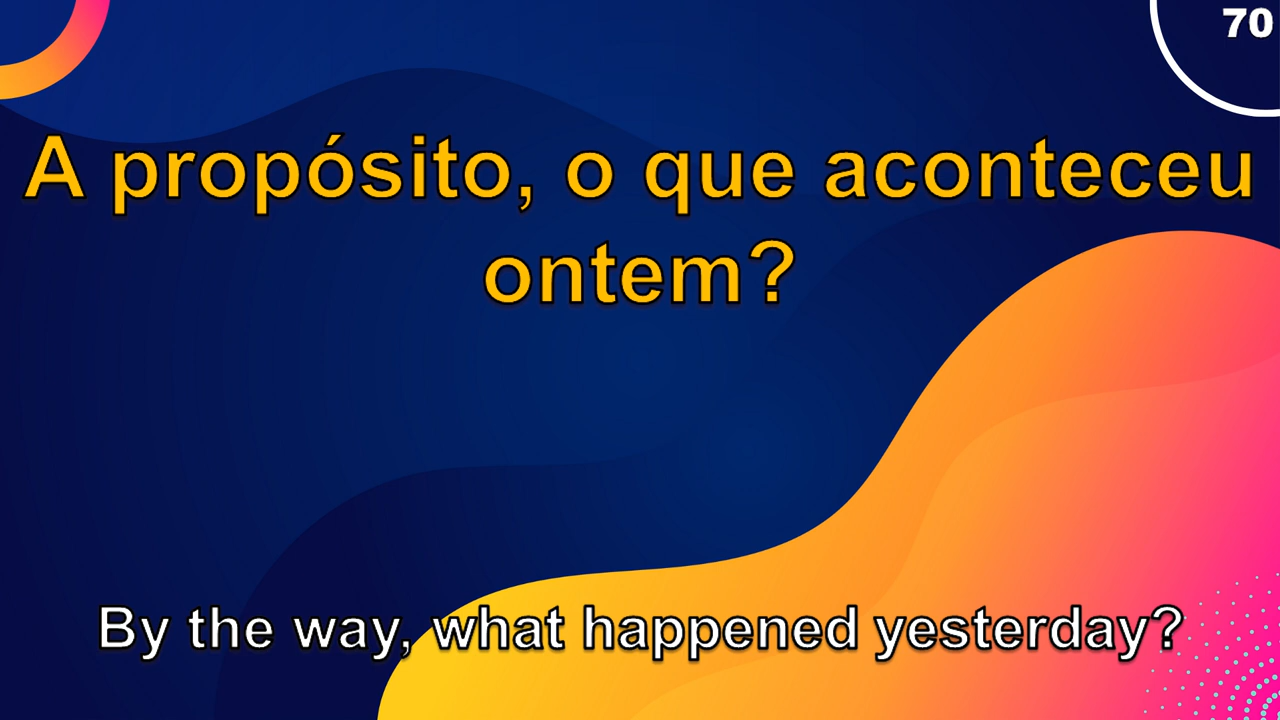 70
A propósito, o que aconteceu
ontem?
By the way, what happened yesterday?